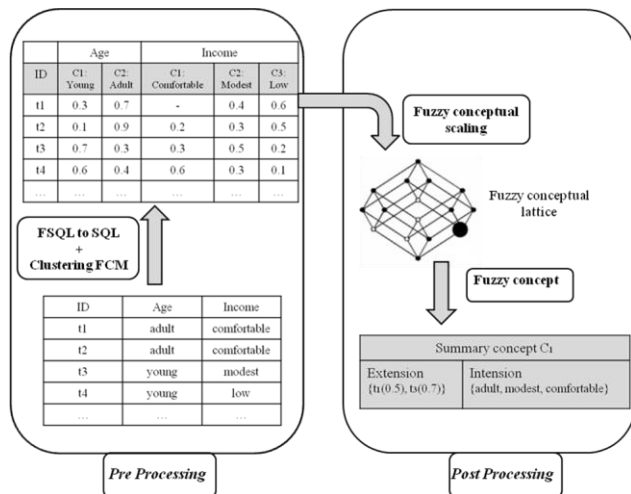 Age Income
ID C1: Young C2: Adult C1: Comfortable C2: Modest C3: Low
t1 0.3 0.7 - 0.4 0.6
t2 0.1 0.9 0.2 0.3 0.5
t3 0.7 0.3 0.3 0.5 0.2
t4 0.6 0.4 0.6 0.3 0.1
... ... ... ... ... ...
FSQL to SQL
+
Clustering FCM
ID Age Income
t1 adult comfortable
t2 adult comfortable
t3 young modest
t4 young low
... ... ...
Pre Processing
Fuzzy conceptual
scaling
Fuzzy conceptual
lattice
Fuzzy concept
Summary concept C1
Extension
{t1(0.5), ts(0.7)}
Intension
{adult, modest, comfortable}
Post Processing